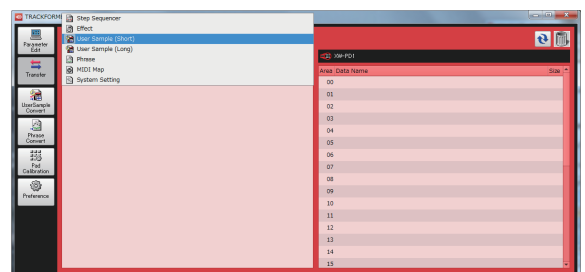 TRACKFORM
Parameter
Edit
Transfer
UserSample
Convert
Phrase
Convert
Pad
Calibration
Preference
Step Sequencer
Effect
User Sample (Short)
User Sample (Long)
Phrase
MIDI Map
System Setting
XW-PD1
Area Data Name Size
00
01
02
03
04
05
06
07
08
09
10
11
12
13
14
15